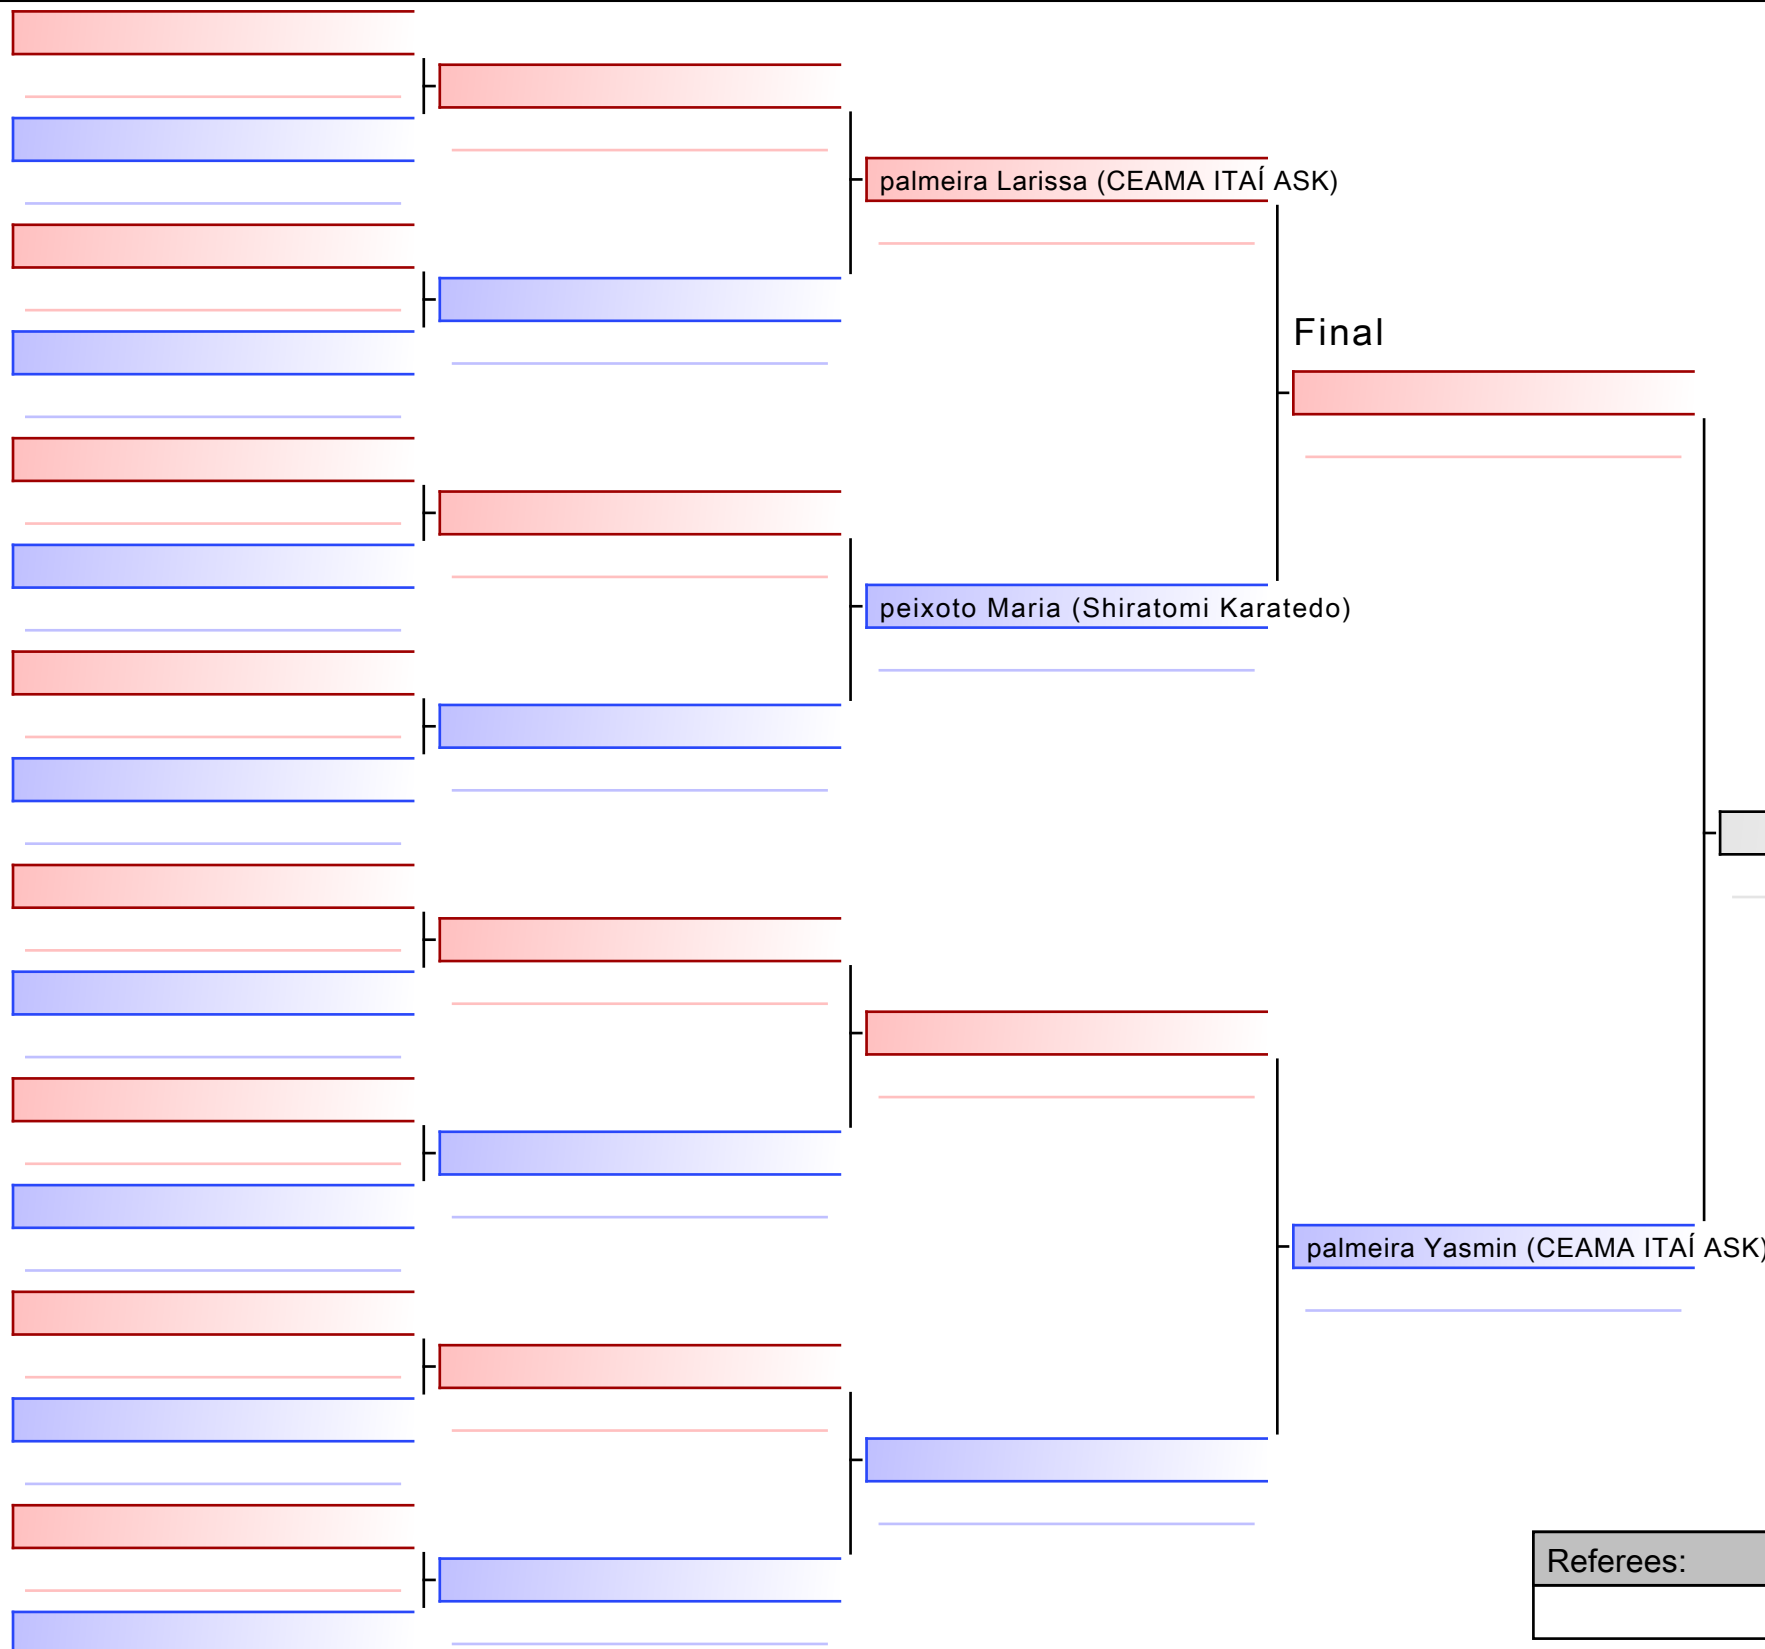 palmeira Larissa (CEAMA ITAÍ ASK)
Final
peixoto Maria (Shiratomi Karatedo)
palmeira Yasmin (CEAMA ITAÍ ASK)
Referees: